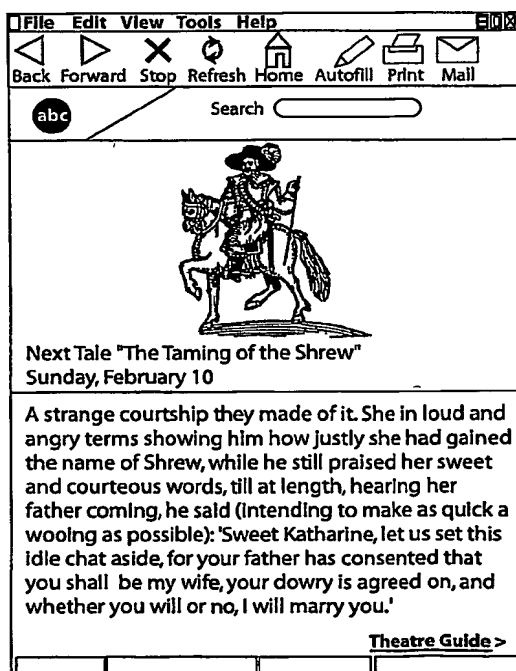 File Edit View Tools Help
Back Forward Stop Refresh Home Autofill Print Mail
abc
Search
Next Tale "The Taming of the Shrew"
Sunday, February 10
A strange courtship they made of it. She in loud and
angry terms showing him how justly she had gained
the name of Shrew, while he still praised her sweet
and courteous words, till at length, hearing her
father coming, he said (intending to make as quick a
wooing as possible): 'Sweet Katharine, let us set this
idle chat aside, for your father has consented that
you shall be my wife, your dowry is agreed on, and
whether you will or no, I will marry you.'
Theatre Guide >